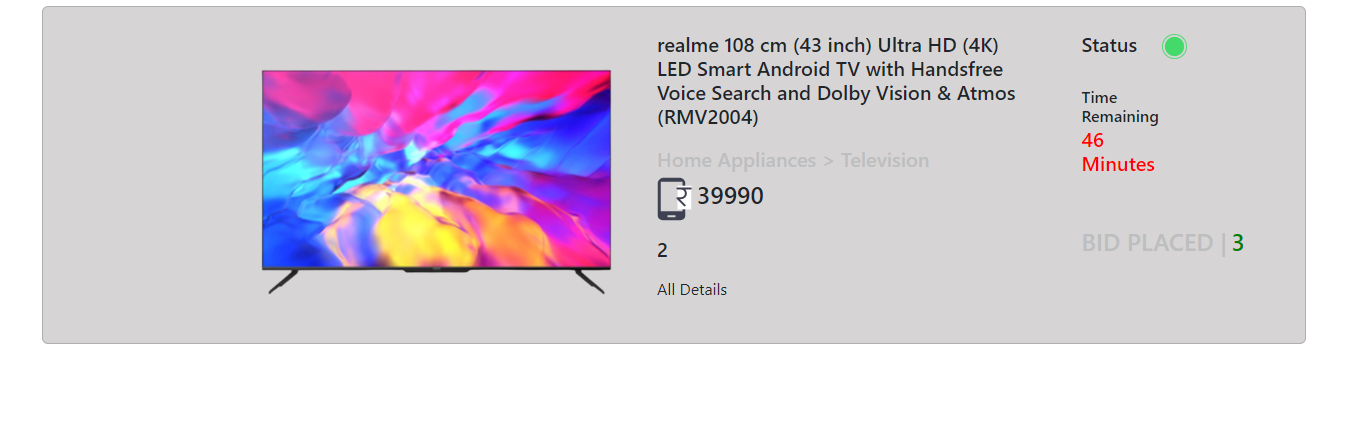 realme 108 cm (43 inch) Ultra HD (4K)
LED Smart Android TV with Handsfree
Voice Search and Dolby Vision & Atmos
(RMV2004)
Home Appliances > Television
₹ 39990
2
All Details
Status
Time
Remaining
46
Minutes
BID PLACED | 3